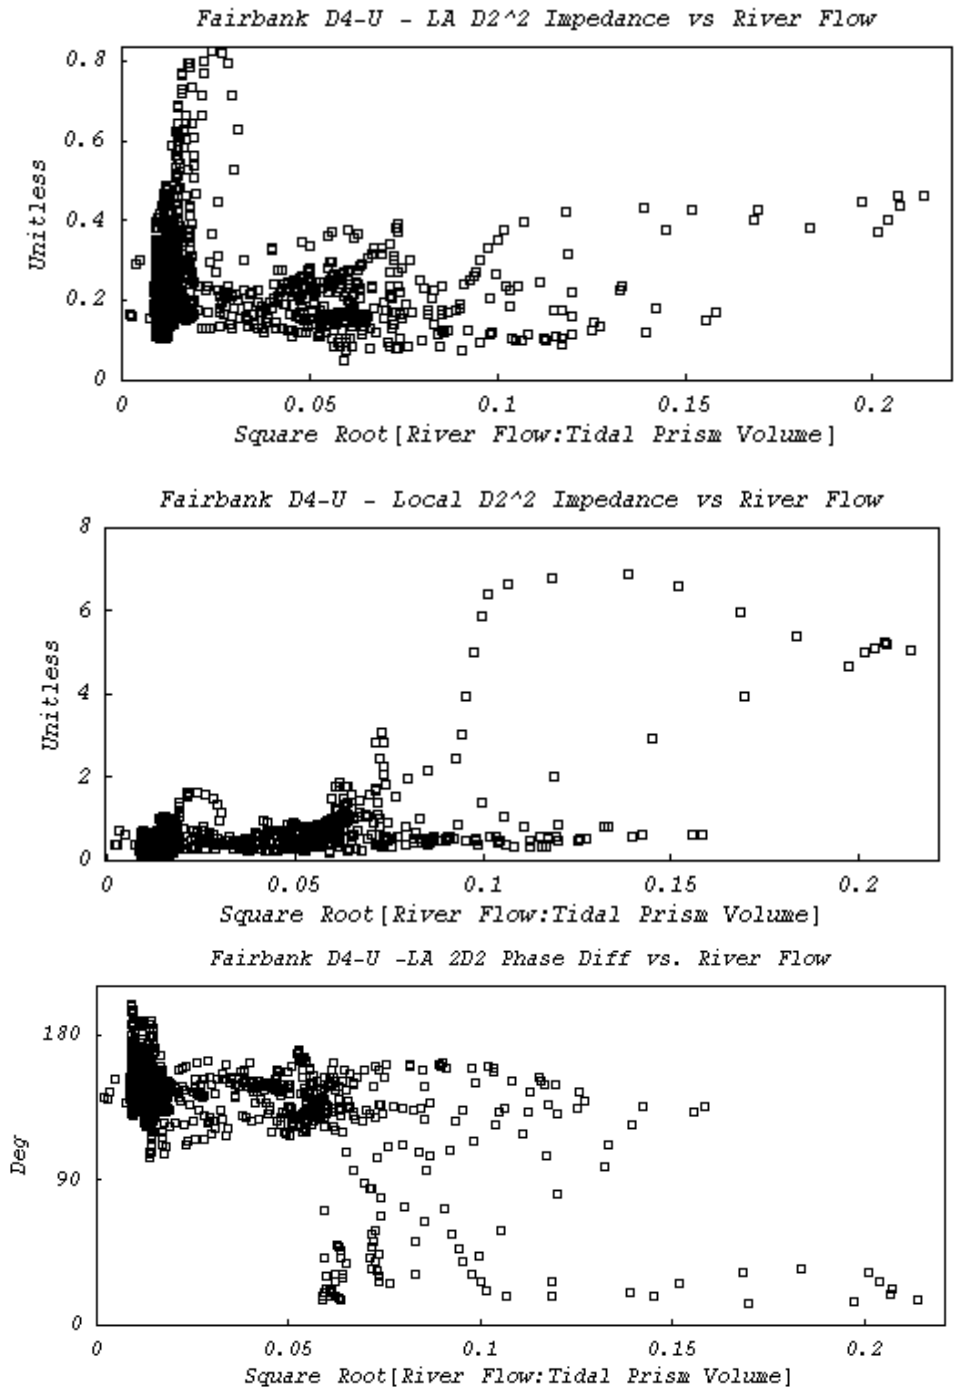 Fairbank D4-U - LA D2^2 Impedance vs River Flow
0.8
0.6
0.4
0.2
0
Unitless
0 0.05 0.1 0.15 0.2
Square Root[River Flow:Tidal Prism Volume]
Fairbank D4-U - Local D2^2 Impedance vs River Flow
8
6
4
2
0
Unitless
0 0.05 0.1 0.15 0.2
Square Root[River Flow:Tidal Prism Volume]
Fairbank D4-U -LA 2D2 Phase Diff vs. River Flow
180
90
0
Deg
0 0.05 0.1 0.15 0.2
Square Root[River Flow:Tidal Prism Volume]